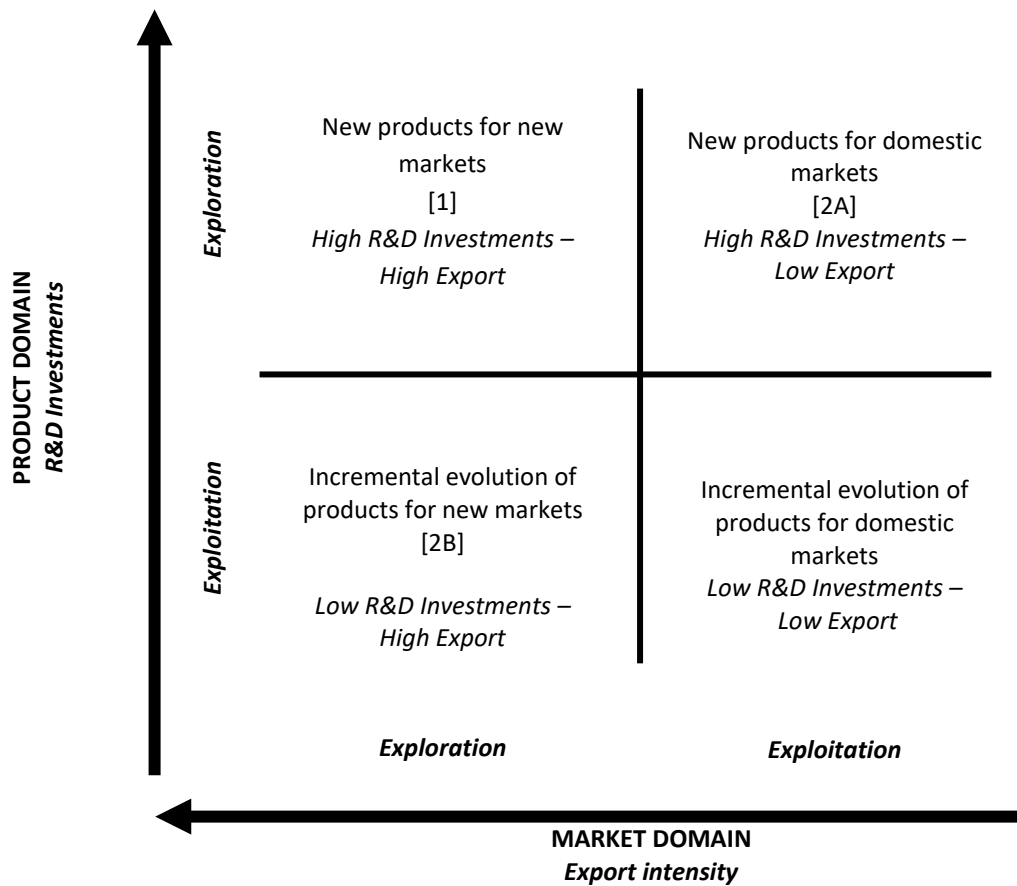 PRODUCT DOMAIN
R&D Investments
Exploration
New products for new
markets
[1]
High R&D Investments –
High Export
New products for domestic
markets
[2A]
High R&D Investments –
Low Export
Exploitation
Incremental evolution of
products for new markets
[2B]
Low R&D Investments –
High Export
Incremental evolution of
products for domestic
markets
Low R&D Investments –
Low Export
Exploration
Exploitation
MARKET DOMAIN
Export intensity